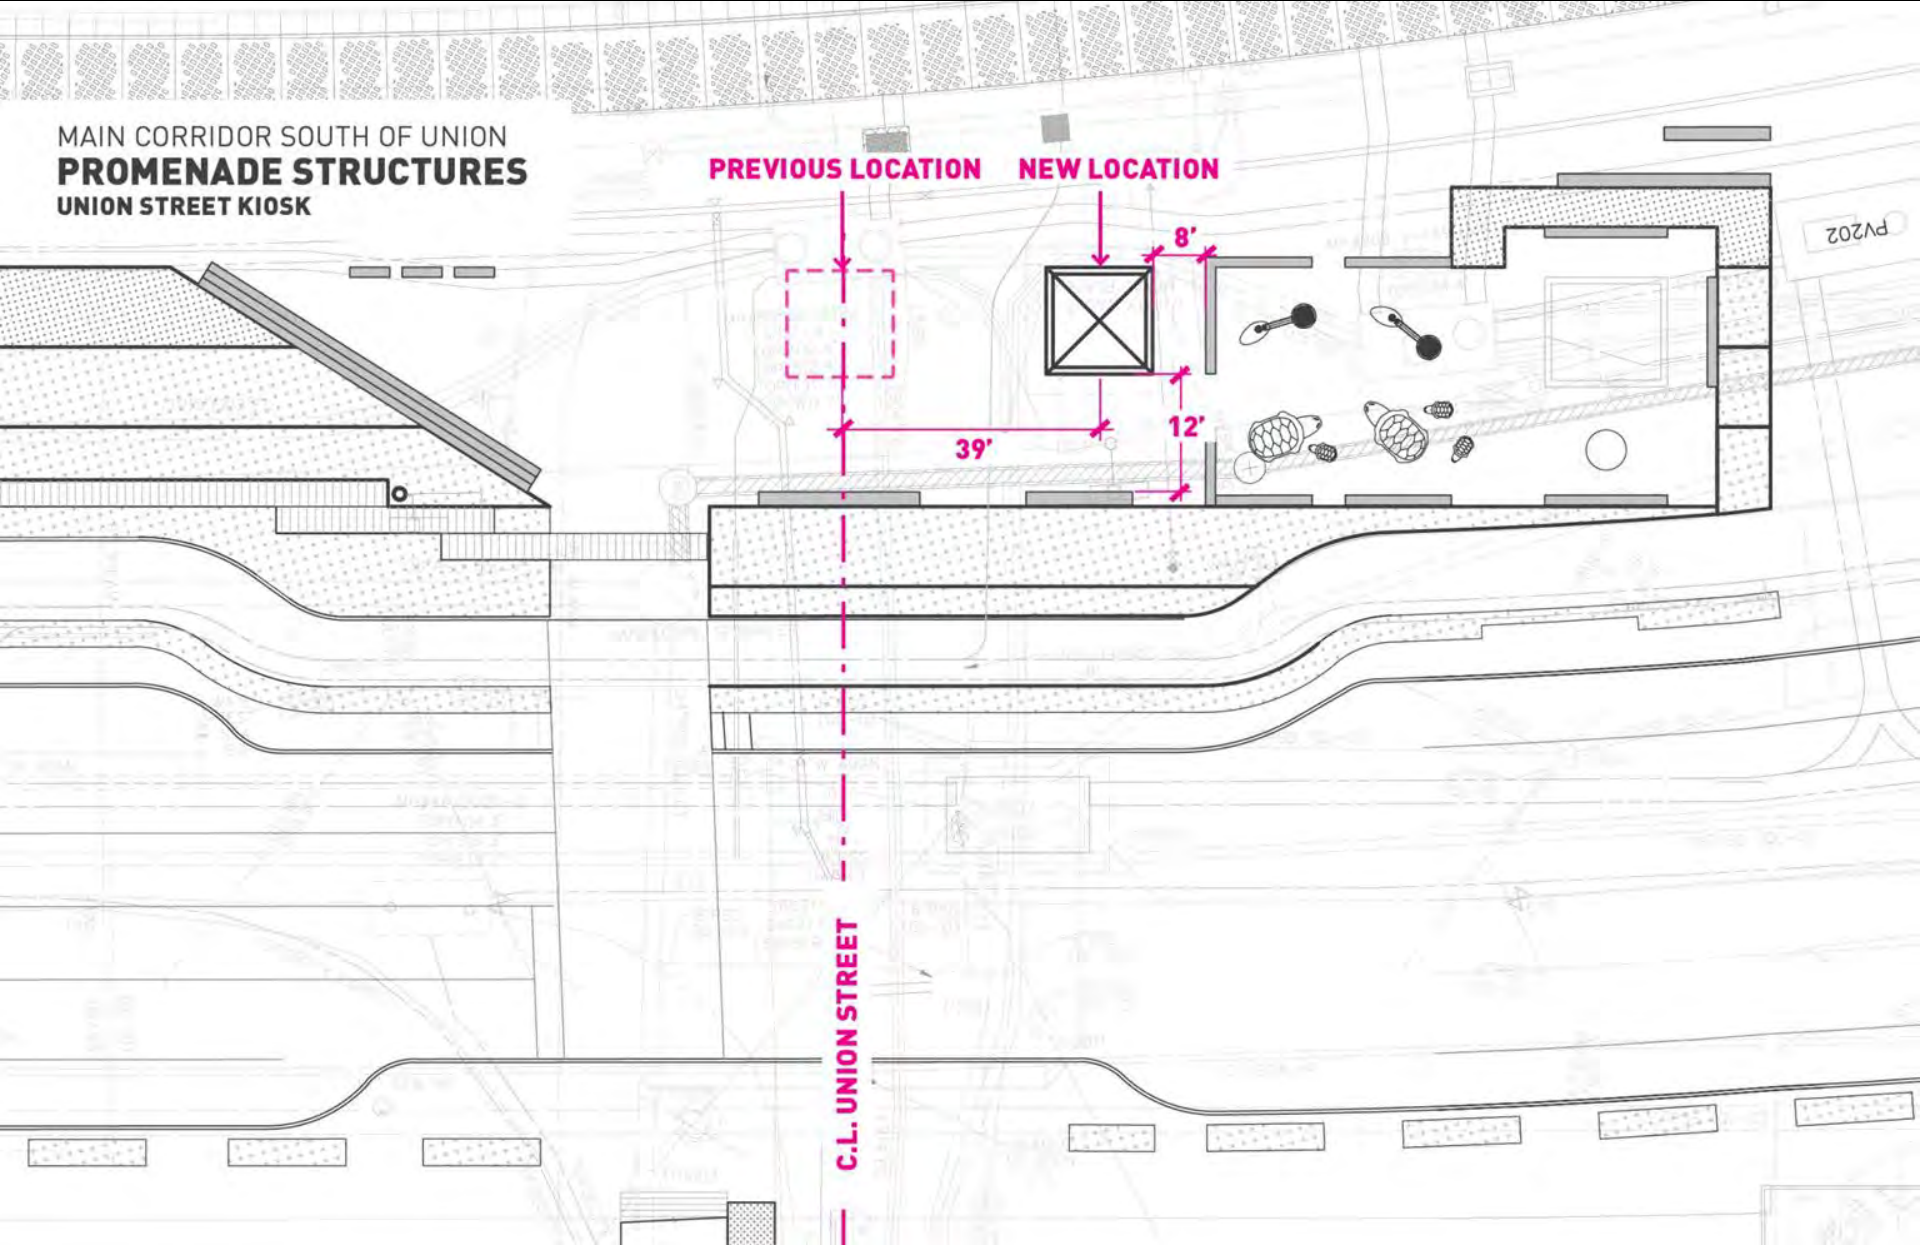 MAIN CORRIDOR SOUTH OF UNION
PROMENADE STRUCTURES
UNION STREET KIOSK
PREVIOUS LOCATION
NEW LOCATION
8'
12'
39'
PV202
C.L. UNION STREET